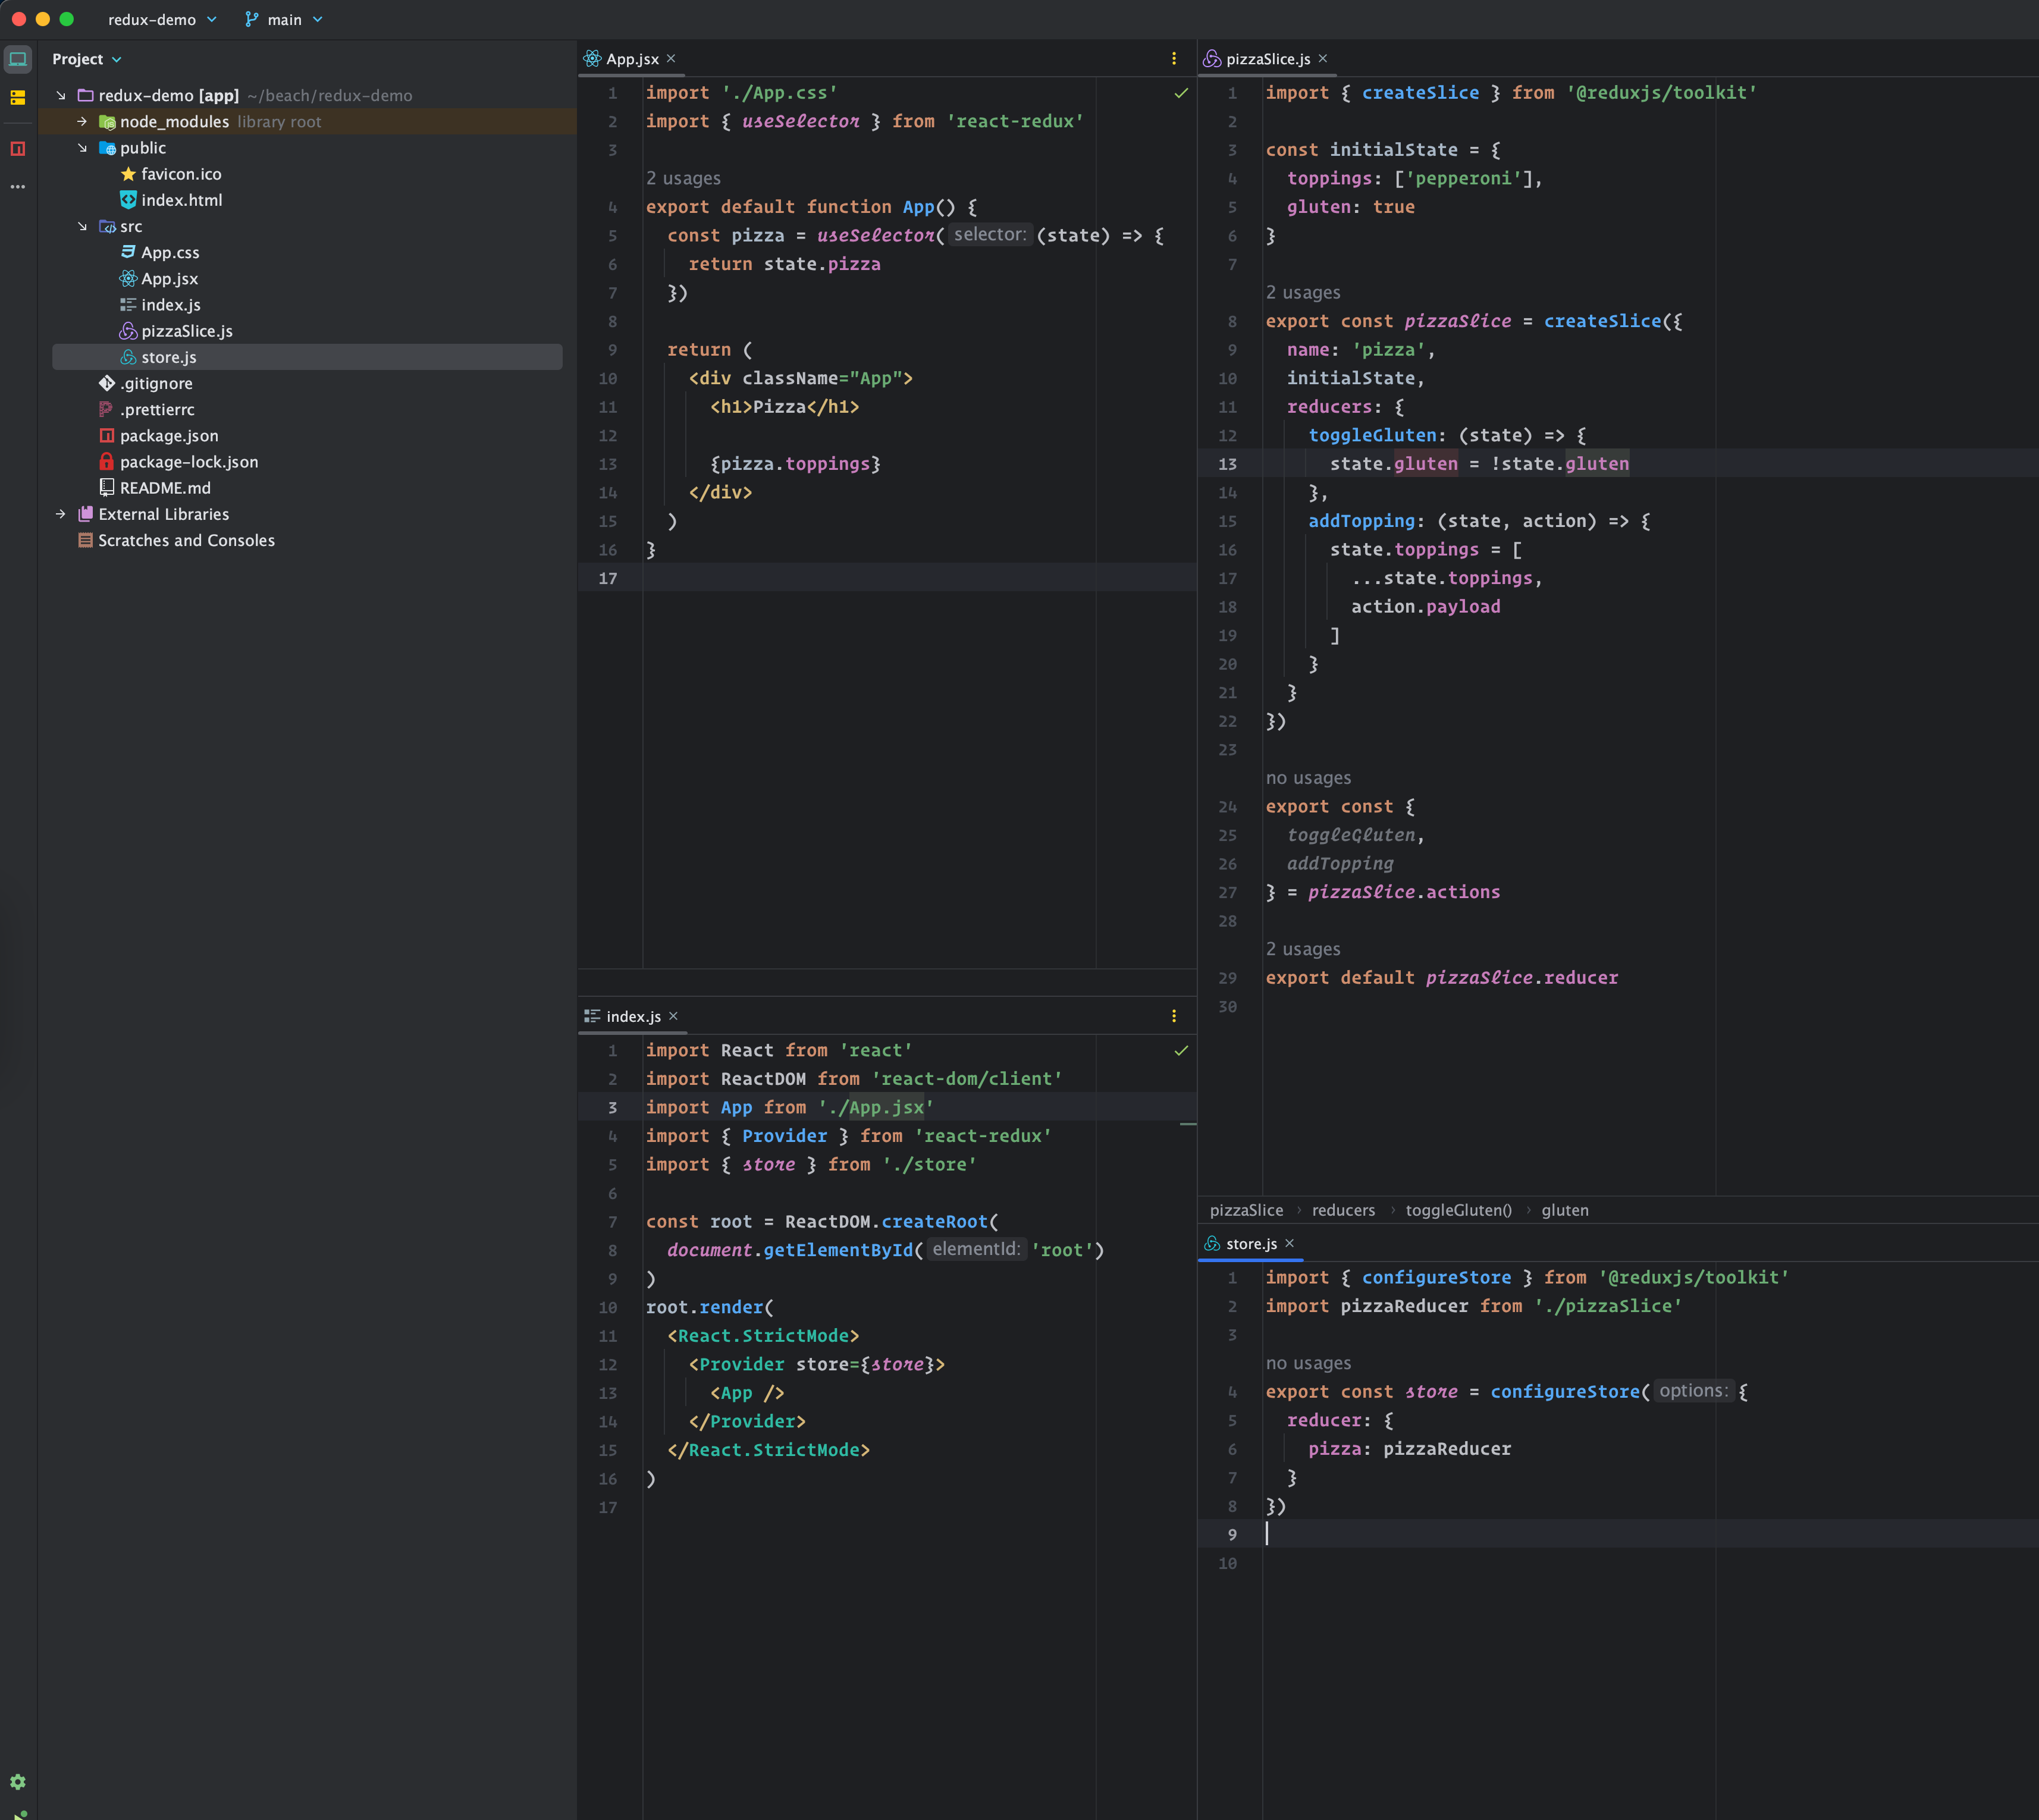 redux-demo
main
Project
redux-demo [app] ~/beach/redux-demo
node_modules library root
public
favicon.ico
index.html
src
App.css
App.jsx
index.js
pizzaSlice.js
store.js
.gitignore
.prettierrc
package.json
package-lock.json
README.md
External Libraries
Scratches and Consoles
App.jsx
1 import './App.css'
2 import { useSelector } from 'react-redux'
3
2 usages
4 export default function App() {
5 const pizza = useSelector( selector: (state) => {
6 return state.pizza
7 })
8
9 return (
10 <div className="App">
11 <h1>Pizza</h1>
12
13 {pizza.toppings}
14 </div>
15 )
16 }
17
index.js
1 import React from 'react'
2 import ReactDOM from 'react-dom/client'
3 import App from './App.jsx'
4 import { Provider } from 'react-redux'
5 import { store } from './store'
6
7 const root = ReactDOM.createRoot(
8 document.getElementById( elementId: 'root')
9 )
10 root.render(
11 <React.StrictMode>
12 <Provider store={store}>
13 <App />
14 </Provider>
15 </React.StrictMode>
16 )
17
pizzaSlice.js
1 import { createSlice } from '@reduxjs/toolkit'
2
3 const initialState = {
4 toppings: ['pepperoni'],
5 gluten: true
6 }
7
2 usages
8 export const pizzaSlice = createSlice({
9 name: 'pizza',
10 initialState,
11 reducers: {
12 toggleGluten: (state) => {
13 state.gluten = !state.gluten
14 },
15 addTopping: (state, action) => {
16 state.toppings = [
17 ...state.toppings,
18 action.payload
19 ]
20 }
21 }
22 })
23
no usages
24 export const {
25 toggleGluten,
26 addTopping
27 } = pizzaSlice.actions
28
2 usages
29 export default pizzaSlice.reducer
30
pizzaSlice › reducers › toggleGluten() › gluten
store.js
1 import { configureStore } from '@reduxjs/toolkit'
2 import pizzaReducer from './pizzaSlice'
3
no usages
4 export const store = configureStore( options: {
5 reducer: {
6 pizza: pizzaReducer
7 }
8 })
9
10